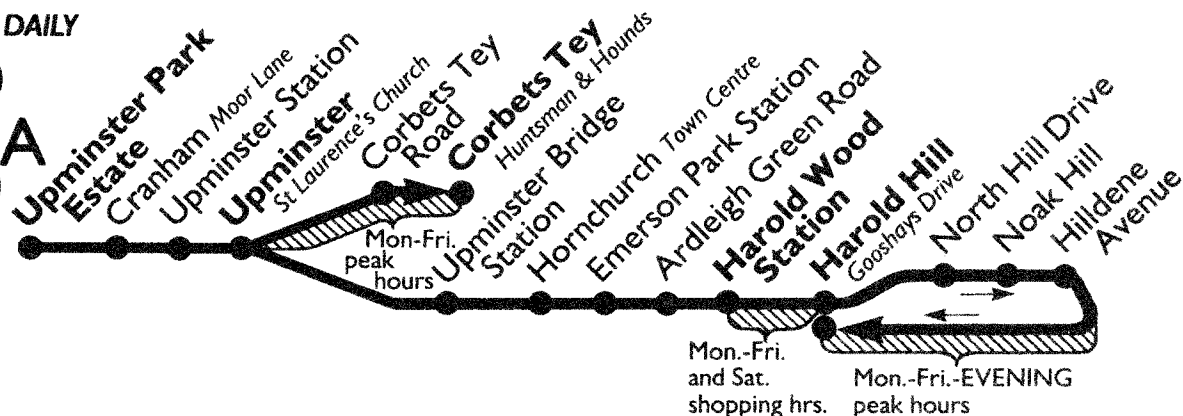 DAILY
A
Upminster Park
Estate
Cranham Moor Lane
Upminster Station
Upminster
St Laurence's Church
Corbets Tey
Road
Corbets Tey
Huntsman & Hounds
Mon-Fri.
peak
hours
Upminster Bridge
Station
Hornchurch Town Centre
Emerson Park Station
Ardleigh Green Road
Harold Wood
Station
Harold Hill
Gooshays Drive
North Hill Drive
Noak Hill
Hilldene
Avenue
Mon.-Fri.
and Sat.
shopping hrs.
Mon.-Fri.-EVENING
peak hours